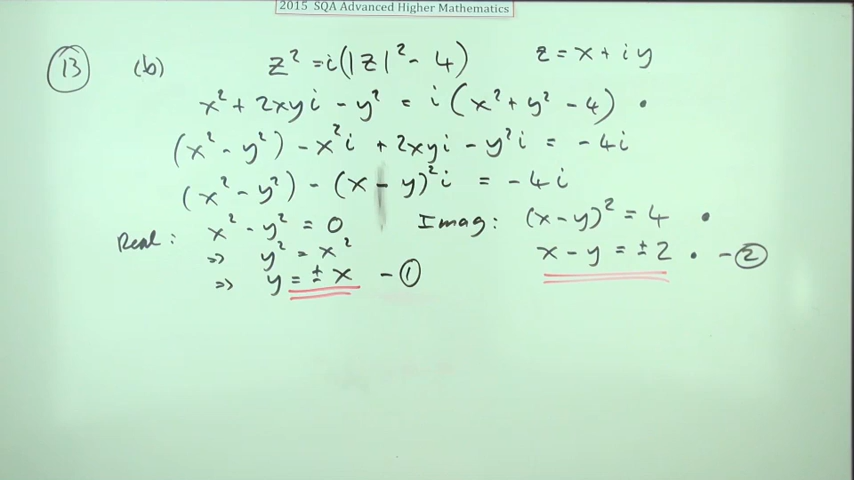 2015 SQA Advanced Higher Mathematics
13 (b) z² = i(|z|² - 4) z = x + iy
x² + 2xyi - y² = i(x² + y² - 4) •
(x² - y²) - x²i + 2xyi - y²i = -4i
(x² - y²) - (x - y)²i = -4i
Real: x² - y² = 0 Imag: (x-y)² = 4 •
⇒ y² = x² x - y = ±2 • - ②
⇒ y = ± x - ①